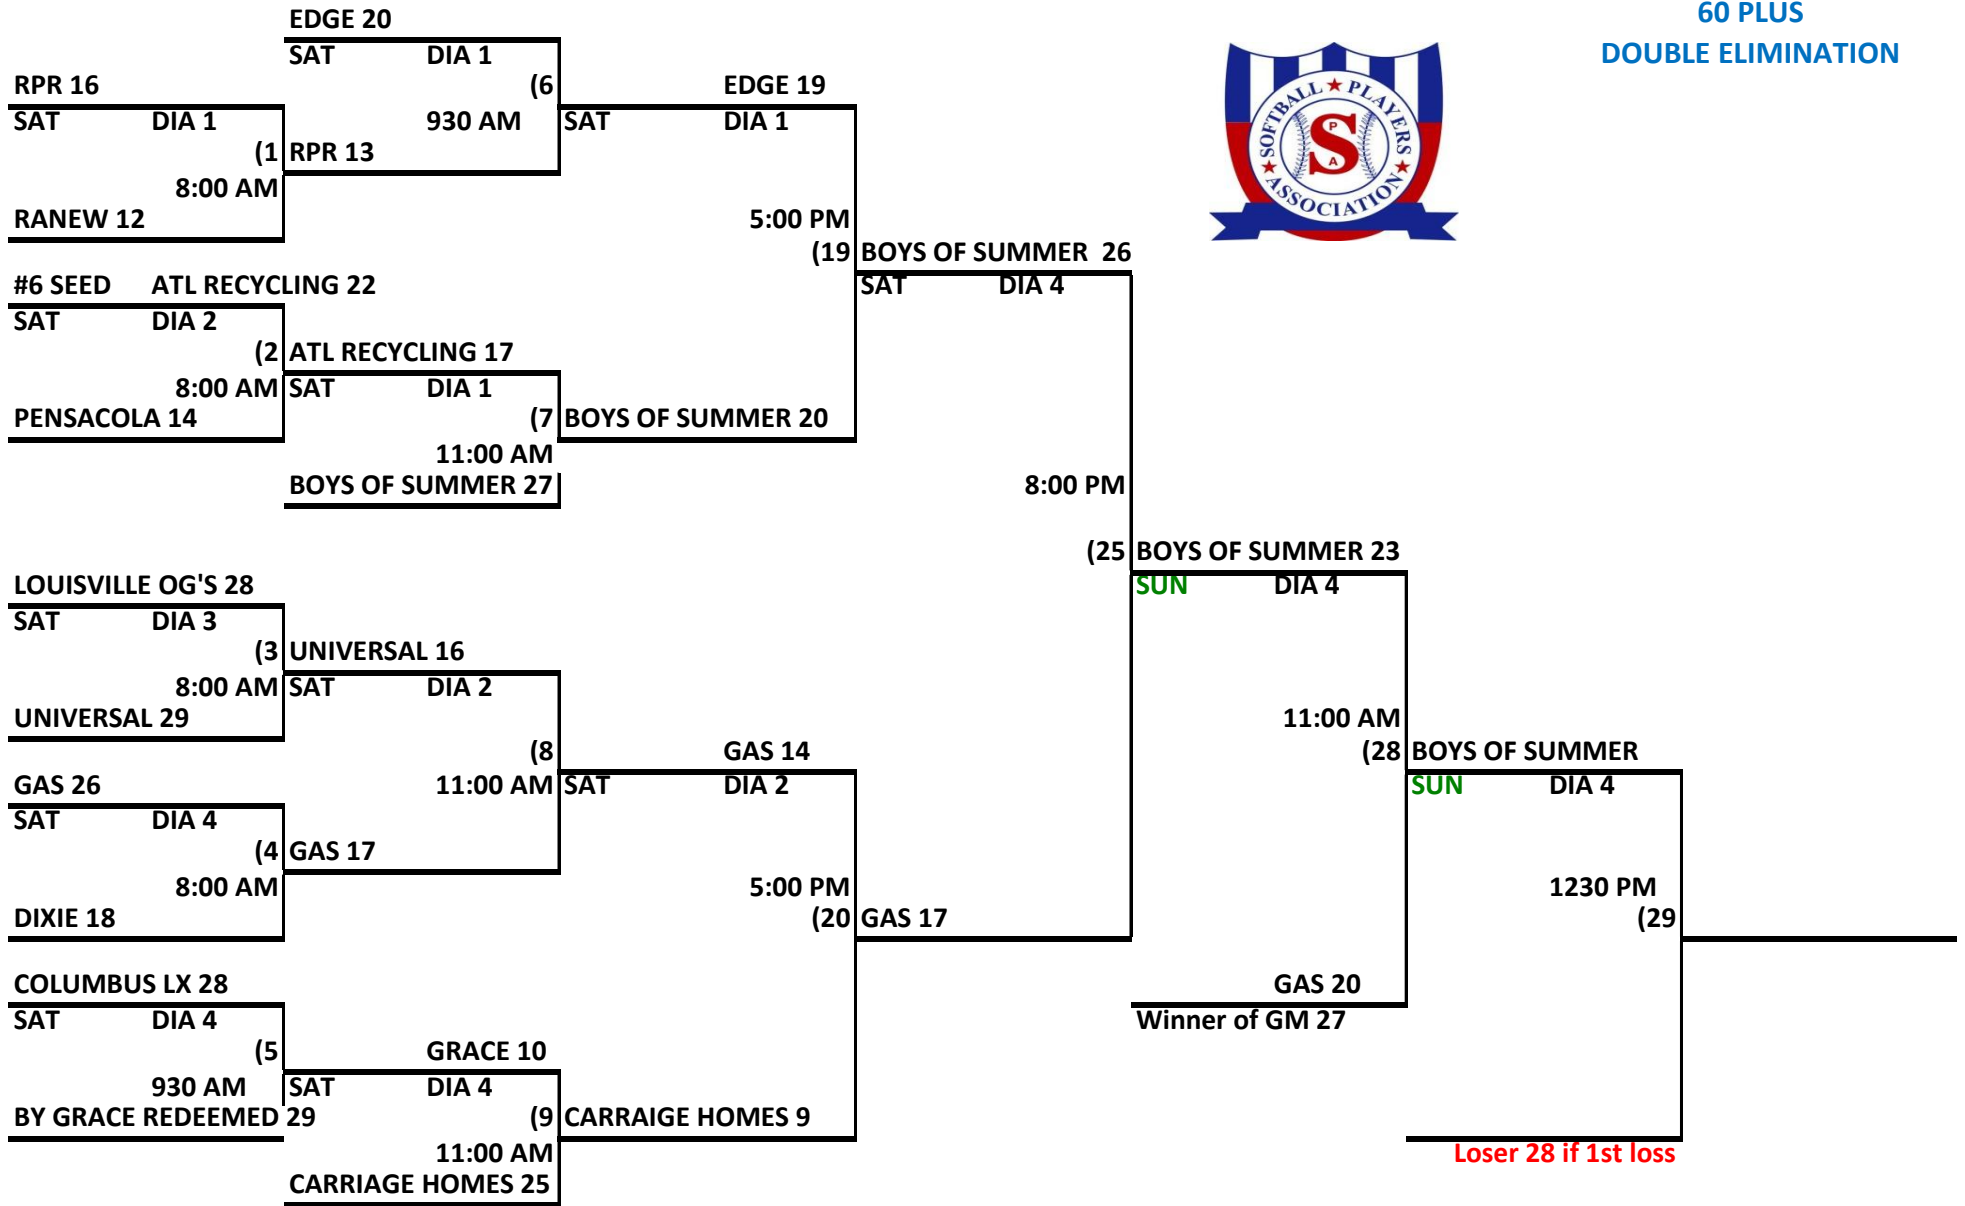 EDGE 20
60 PLUS
SAT DIA 1
DOUBLE ELIMINATION
RPR 16
(6
EDGE 19
SAT DIA 1
930 AM
SAT DIA 1
(1
RPR 13
8:00 AM
RANEW 12
5:00 PM
(19
BOYS OF SUMMER 26
SOFTBALL PLAYERS
ASSOCIATION
S
P
A
#6 SEED ATL RECYCLING 22
SAT DIA 4
SAT DIA 2
(2
ATL RECYCLING 17
8:00 AM
SAT DIA 1
PENSACOLA 14
(7
BOYS OF SUMMER 20
11:00 AM
BOYS OF SUMMER 27
8:00 PM
(25
BOYS OF SUMMER 23
LOUISVILLE OG'S 28
SUN DIA 4
SAT DIA 3
(3
UNIVERSAL 16
8:00 AM
SAT DIA 2
UNIVERSAL 29
11:00 AM
(8
GAS 14
(28
BOYS OF SUMMER
GAS 26
11:00 AM
SAT DIA 2
SUN DIA 4
SAT DIA 4
(4
GAS 17
8:00 AM
5:00 PM
1230 PM
DIXIE 18
(20
GAS 17
(29
COLUMBUS LX 28
GAS 20
SAT DIA 4
Winner of GM 27
(5
GRACE 10
930 AM
SAT DIA 4
BY GRACE REDEEMED 29
(9
CARRAIGE HOMES 9
11:00 AM
Loser 28 if 1st loss
CARRIAGE HOMES 25